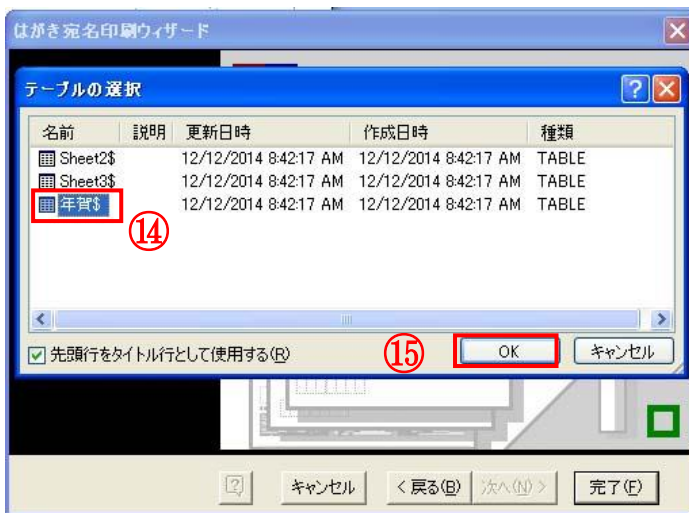 はがき宛名印刷ウィザード
テーブルの選択
名前 説明 更新日時 作成日時 種類
Sheet2$ 12/12/2014 8:42:17 AM 12/12/2014 8:42:17 AM TABLE
Sheet3$ 12/12/2014 8:42:17 AM 12/12/2014 8:42:17 AM TABLE
年賀$ 12/12/2014 8:42:17 AM 12/12/2014 8:42:17 AM TABLE
⑭
先頭行をタイトル行として使用する(R) ⑮ OK キャンセル
キャンセル < 戻る(B) 次へ(N) > 完了(F)